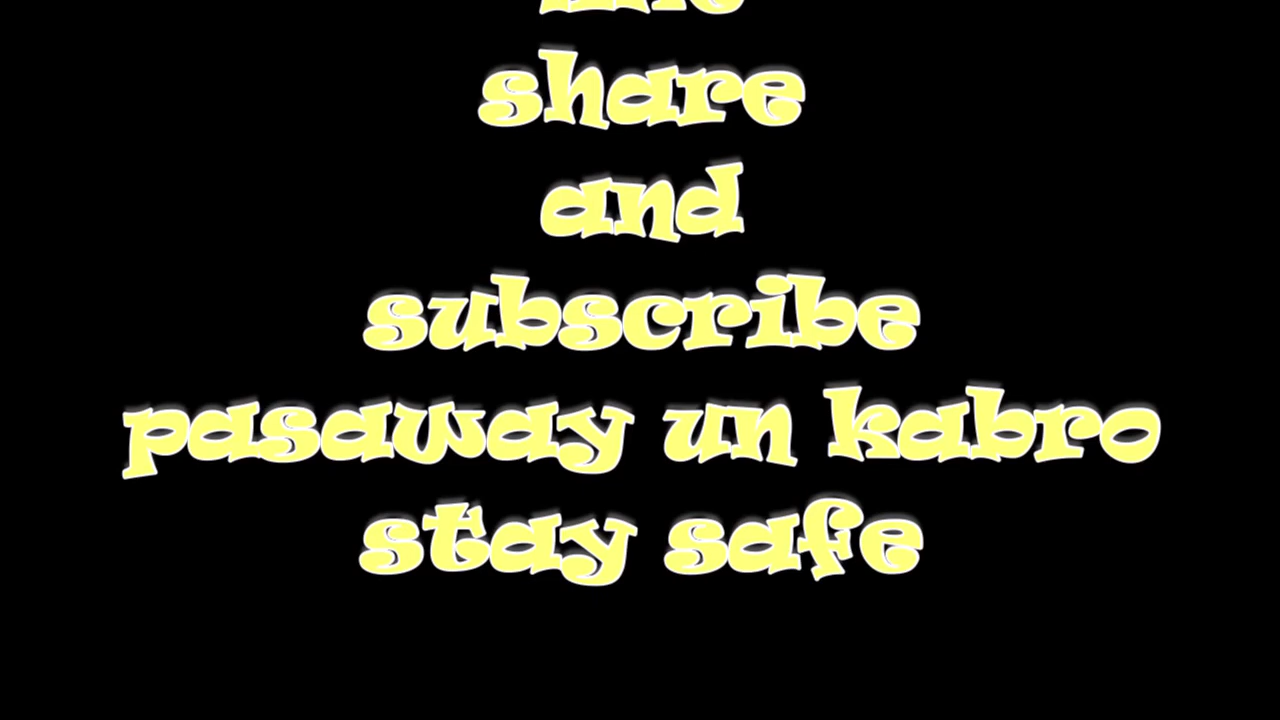 share
and
subscribe
pasaway un kabro
stay safe